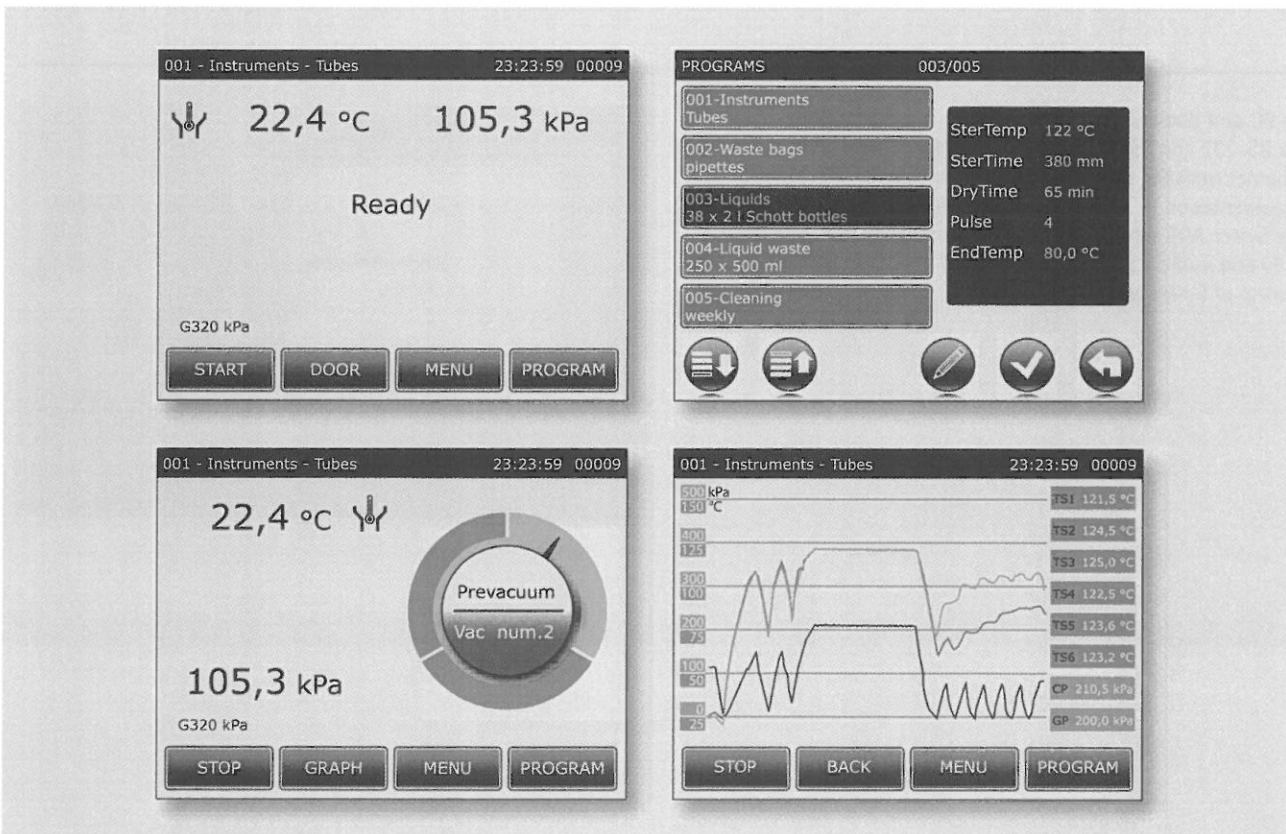 001 - Instruments - Tubes 23:23:59 00009
22,4 °C 105,3 kPa
Ready
G320 kPa
START DOOR MENU PROGRAM
PROGRAMS 003/005
001-Instruments
Tubes
002-Waste bags
pipettes
003-Liquids
38 x 2 l Schott bottles
004-Liquid waste
250 x 500 ml
005-Cleaning
weekly
SterTemp 122 °C
SterTime 380 mm
DryTime 65 min
Pulse 4
EndTemp 80,0 °C
001 - Instruments - Tubes 23:23:59 00009
22,4 °C
Prevacuum
Vac num.2
105,3 kPa
G320 kPa
STOP GRAPH MENU PROGRAM
001 - Instruments - Tubes 23:23:59 00009
500 kPa
150 °C
400
125
300
100
200
75
100
50
0
25
TS1 121,5 °C
TS2 124,5 °C
TS3 125,0 °C
TS4 122,5 °C
TS5 123,6 °C
TS6 123,2 °C
CP 210,5 kPa
GP 200,0 kPa
STOP BACK MENU PROGRAM